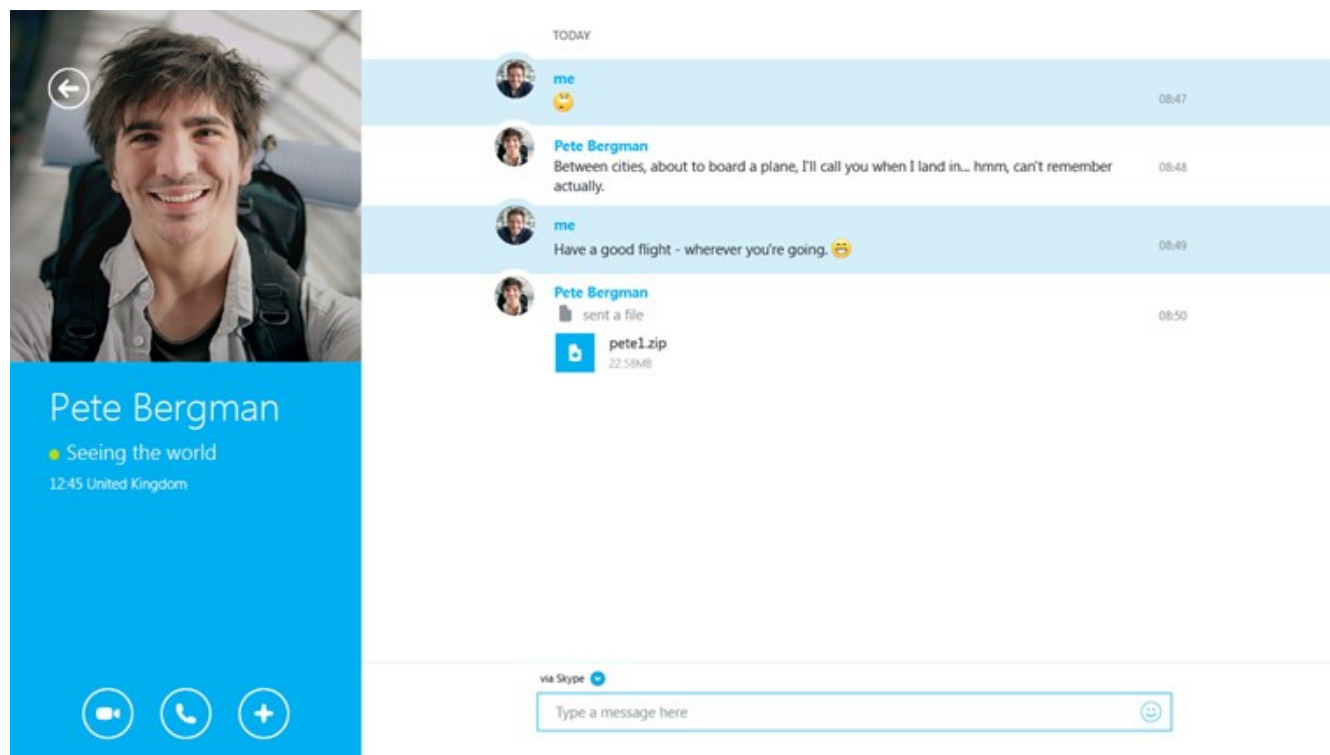 TODAY
me
08:47
Pete Bergman
Between cities, about to board a plane, I'll call you when I land in... hmm, can't remember
08:48
actually.
me
Have a good flight - wherever you're going.
08:49
Pete Bergman
sent a file
08:50
pete1.zip
22.58MB
Pete Bergman
Seeing the world
12:45 United Kingdom
via Skype
Type a message here